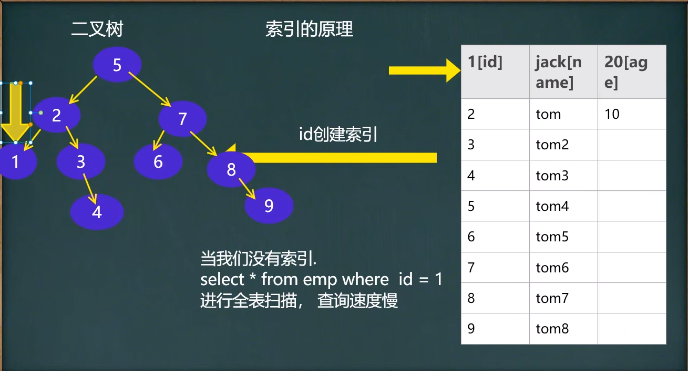 二叉树
索引的原理
5
2
7
1
3
6
8
4
9
id创建索引
当我们没有索引.
select * from emp where id = 1
进行全表扫描， 查询速度慢
1[id] jack[name] 20[age]
2 tom 10
3 tom2
4 tom3
5 tom4
6 tom5
7 tom6
8 tom7
9 tom8